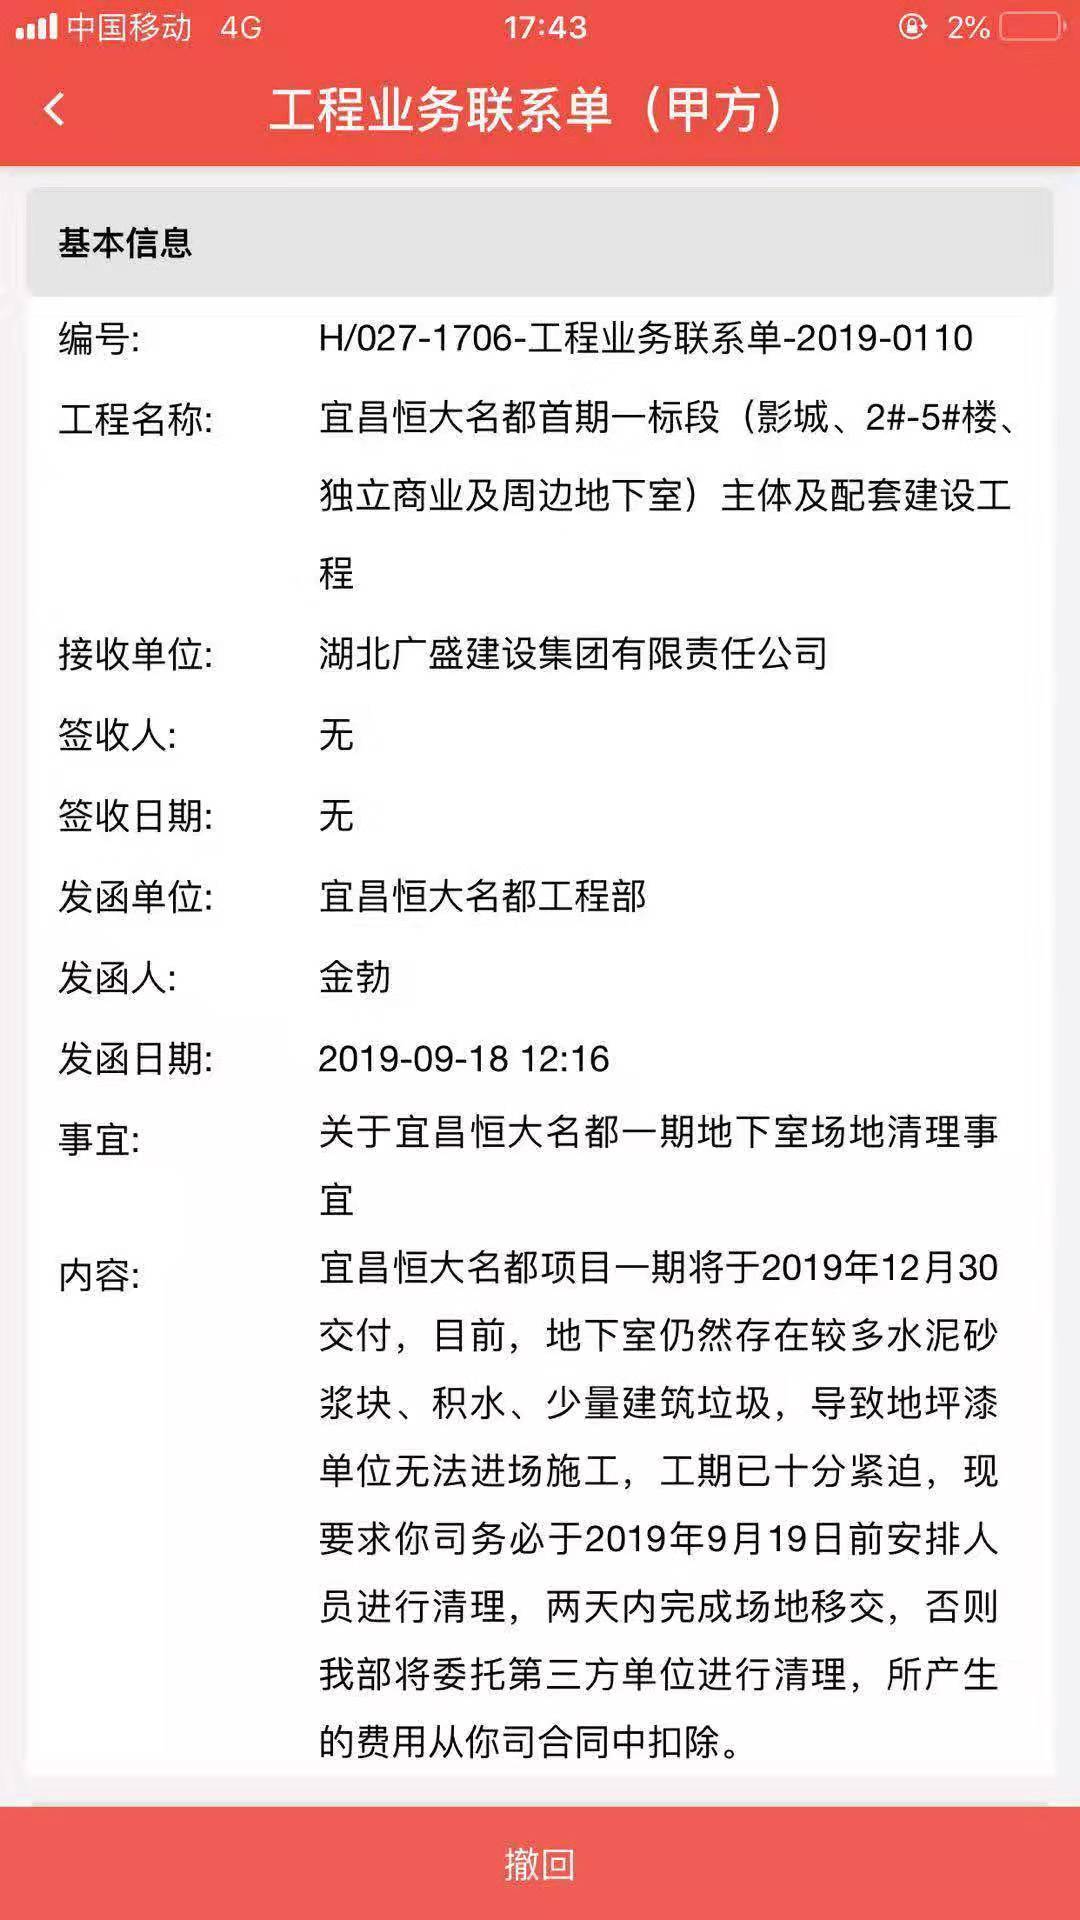 中国移动 4G 17:43 2%
工程业务联系单（甲方）
基本信息
编号: H/027-1706-工程业务联系单-2019-0110
工程名称: 宜昌恒大名都首期一标段（影城、2#-5#楼、
独立商业及周边地下室）主体及配套建设工
程
接收单位: 湖北广盛建设集团有限责任公司
签收人: 无
签收日期: 无
发函单位: 宜昌恒大名都工程部
发函人: 金勃
发函日期: 2019-09-18 12:16
事宜: 关于宜昌恒大名都一期地下室场地清理事
宜
内容: 宜昌恒大名都项目一期将于2019年12月30
交付，目前，地下室仍然存在较多水泥砂
浆块、积水、少量建筑垃圾，导致地坪漆
单位无法进场施工，工期已十分紧迫，现
要求你司务必于2019年9月19日前安排人
员进行清理，两天内完成场地移交，否则
我部将委托第三方单位进行清理，所产生
的费用从你司合同中扣除。
撤回